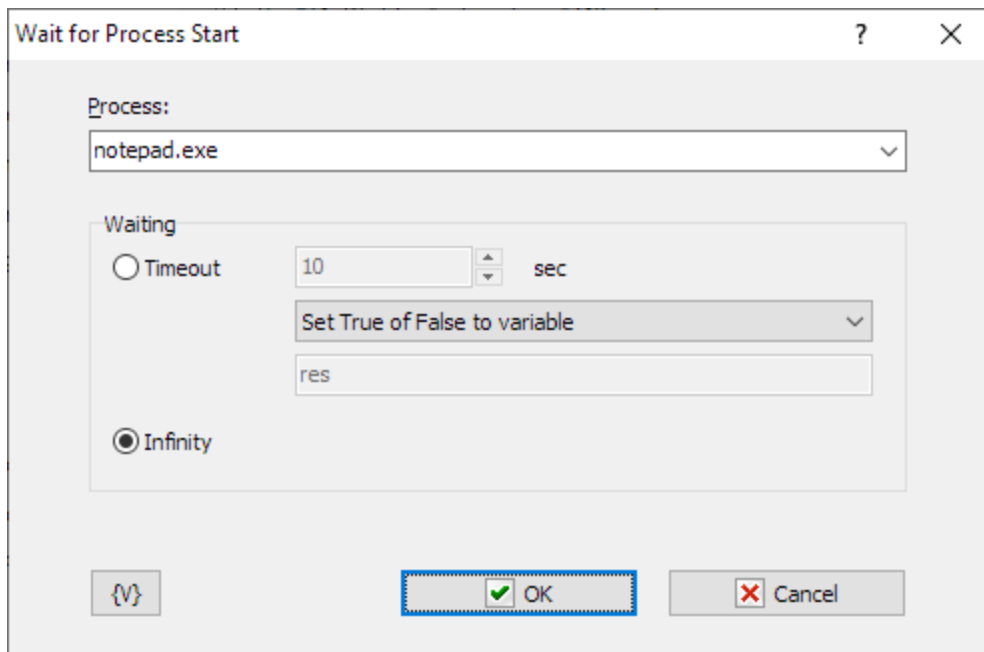 Wait for Process Start ?
Process:
notepad.exe
Waiting
Timeout 10 sec
Set True of False to variable
res
Infinity
{V} OK Cancel